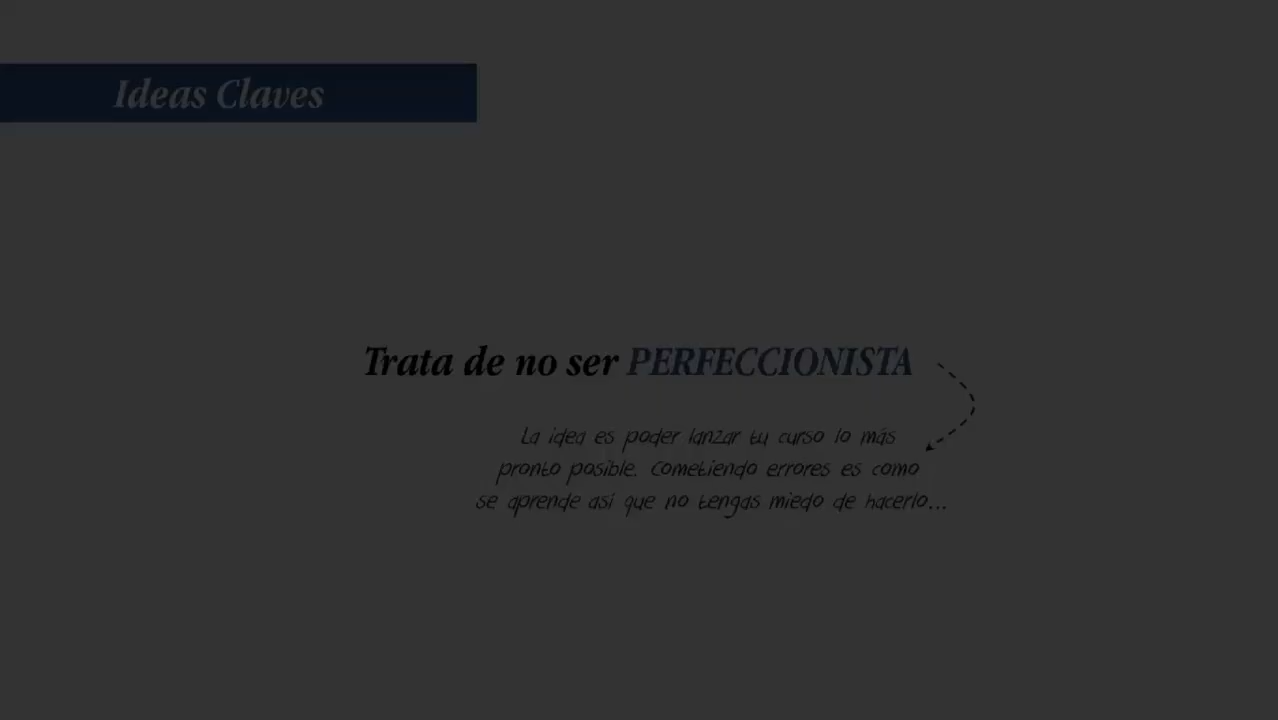 Ideas Claves
Trata de no ser PERFECCIONISTA
La idea es poder lanzar tu curso lo más
pronto posible. Cometiendo errores es como
se aprende así que no tengas miedo de hacerlo...